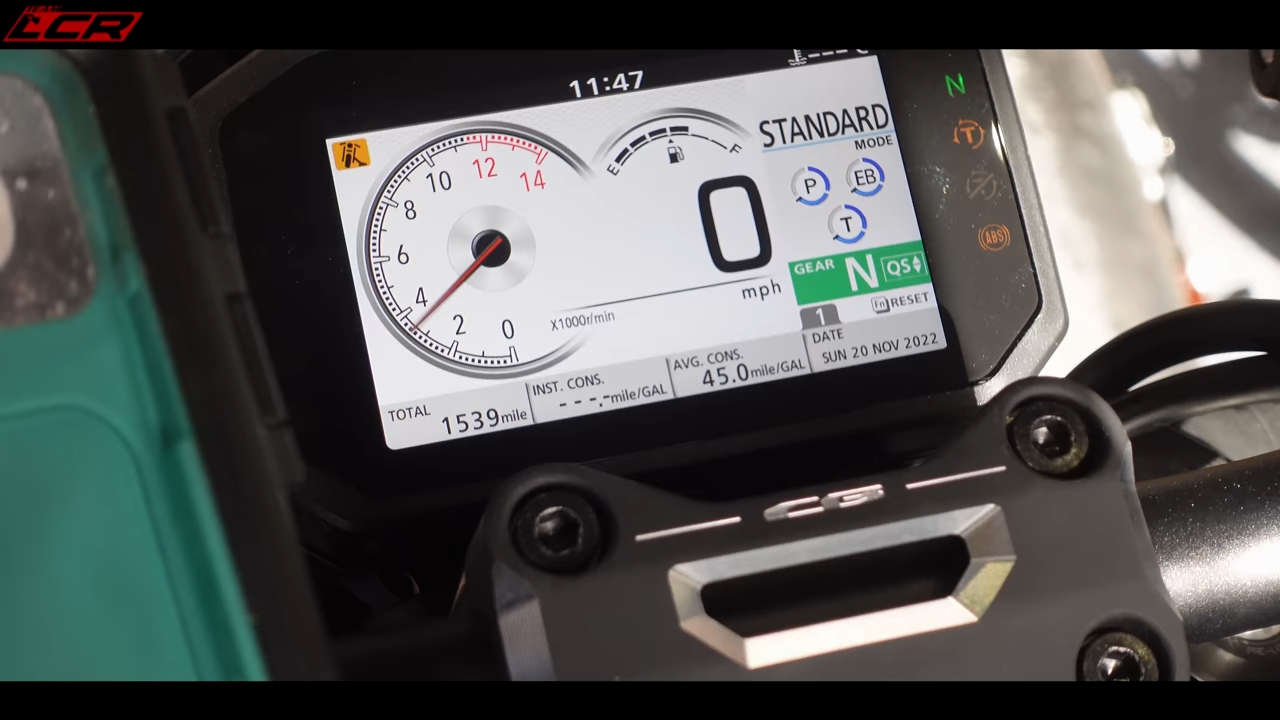 LCR
11:47
STANDARD
MODE
10
12
14
8
6
4
2
0
X1000r/min
E
F
0
mph
P
EB
T
GEAR
N
QS
Fn RESET
1
TOTAL
1539mile
INST. CONS.
- - -.-mile/GAL
AVG. CONS.
45.0mile/GAL
DATE
SUN 20 NOV 2022
N
T
ABS
CB